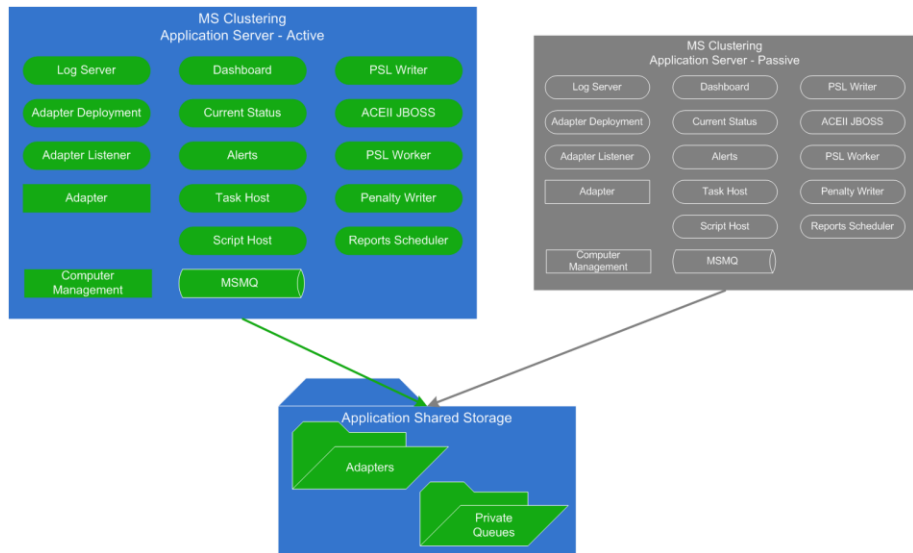 MS Clustering
Application Server - Active
Log Server
Dashboard
PSL Writer
Adapter Deployment
Current Status
ACEII JBOSS
Adapter Listener
Alerts
PSL Worker
Adapter
Task Host
Penalty Writer
Script Host
Reports Scheduler
Computer
Management
MSMQ
MS Clustering
Application Server - Passive
Log Server
Dashboard
PSL Writer
Adapter Deployment
Current Status
ACEII JBOSS
Adapter Listener
Alerts
PSL Worker
Adapter
Task Host
Penalty Writer
Script Host
Reports Scheduler
Computer
Management
MSMQ
Application Shared Storage
Adapters
Private
Queues